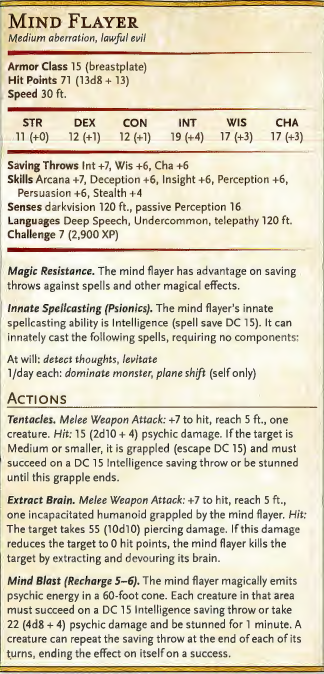 MIND FLAYER
Medium aberration, lawful evil
Armor Class 15 (breastplate)
Hit Points 71 (13d8 + 13)
Speed 30 ft.
STR DEX CON INT WIS CHA
11 (+0) 12 (+1) 12 (+1) 19 (+4) 17 (+3) 17 (+3)
Saving Throws Int +7, Wis +6, Cha +6
Skills Arcana +7, Deception +6, Insight +6, Perception +6,
Persuasion +6, Stealth +4
Senses darkvision 120 ft., passive Perception 16
Languages Deep Speech, Undercommon, telepathy 120 ft.
Challenge 7 (2,900 XP)
Magic Resistance. The mind flayer has advantage on saving
throws against spells and other magical effects.
Innate Spellcasting (Psionics). The mind flayer's innate
spellcasting ability is Intelligence (spell save DC 15). It can
innately cast the following spells, requiring no components:
At will: detect thoughts, levitate
1/day each: dominate monster, plane shift (self only)
ACTIONS
Tentacles. Melee Weapon Attack: +7 to hit, reach 5 ft., one
creature. Hit: 15 (2d10 + 4) psychic damage. If the target is
Medium or smaller, it is grappled (escape DC 15) and must
succeed on a DC 15 Intelligence saving throw or be stunned
until this grapple ends.
Extract Brain. Melee Weapon Attack: +7 to hit, reach 5 ft.,
one incapacitated humanoid grappled by the mind flayer. Hit:
The target takes 55 (10d10) piercing damage. If this damage
reduces the target to 0 hit points, the mind flayer kills the
target by extracting and devouring its brain.
Mind Blast (Recharge 5–6). The mind flayer magically emits
psychic energy in a 60-foot cone. Each creature in that area
must succeed on a DC 15 Intelligence saving throw or take
22 (4d8 + 4) psychic damage and be stunned for 1 minute. A
creature can repeat the saving throw at the end of each of its
turns, ending the effect on itself on a success.